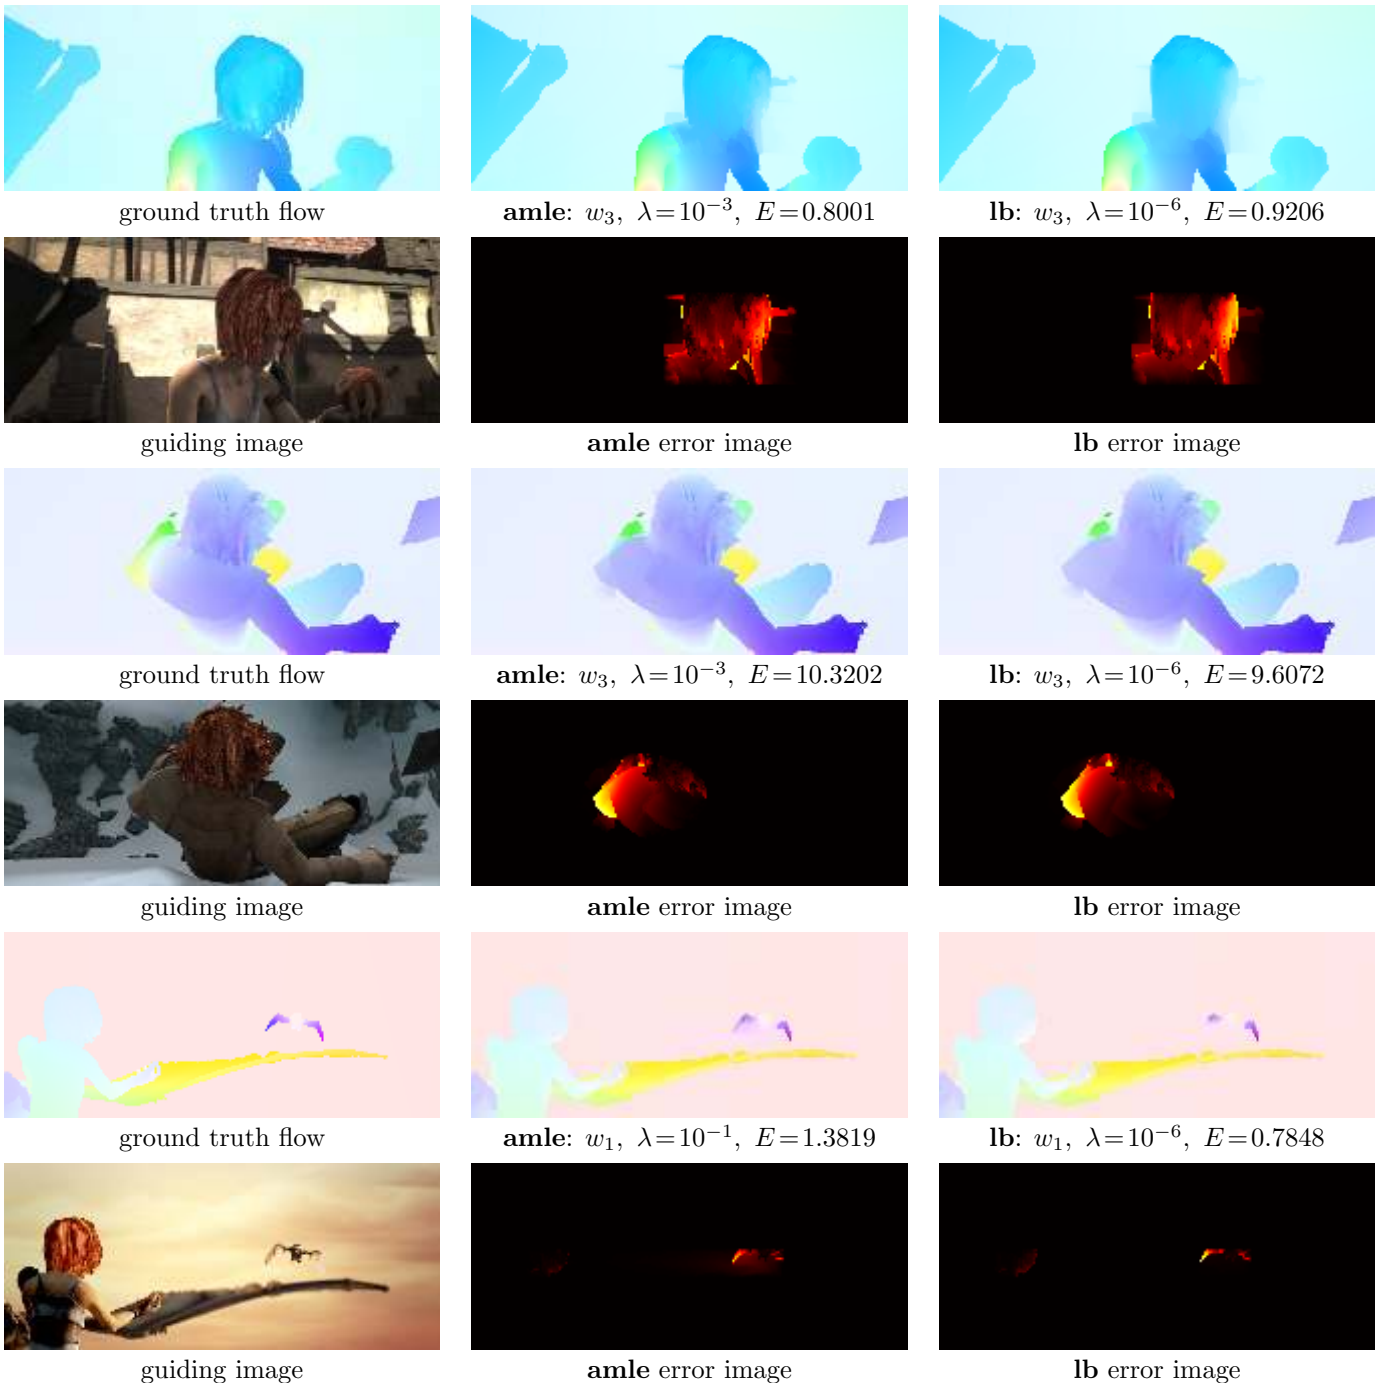 ground truth flow
amle: w₃, λ=10⁻³, E=0.8001
lb: w₃, λ=10⁻⁶, E=0.9206
guiding image
amle error image
lb error image
ground truth flow
amle: w₃, λ=10⁻³, E=10.3202
lb: w₃, λ=10⁻⁶, E=9.6072
guiding image
amle error image
lb error image
ground truth flow
amle: w₁, λ=10⁻¹, E=1.3819
lb: w₁, λ=10⁻⁶, E=0.7848
guiding image
amle error image
lb error image